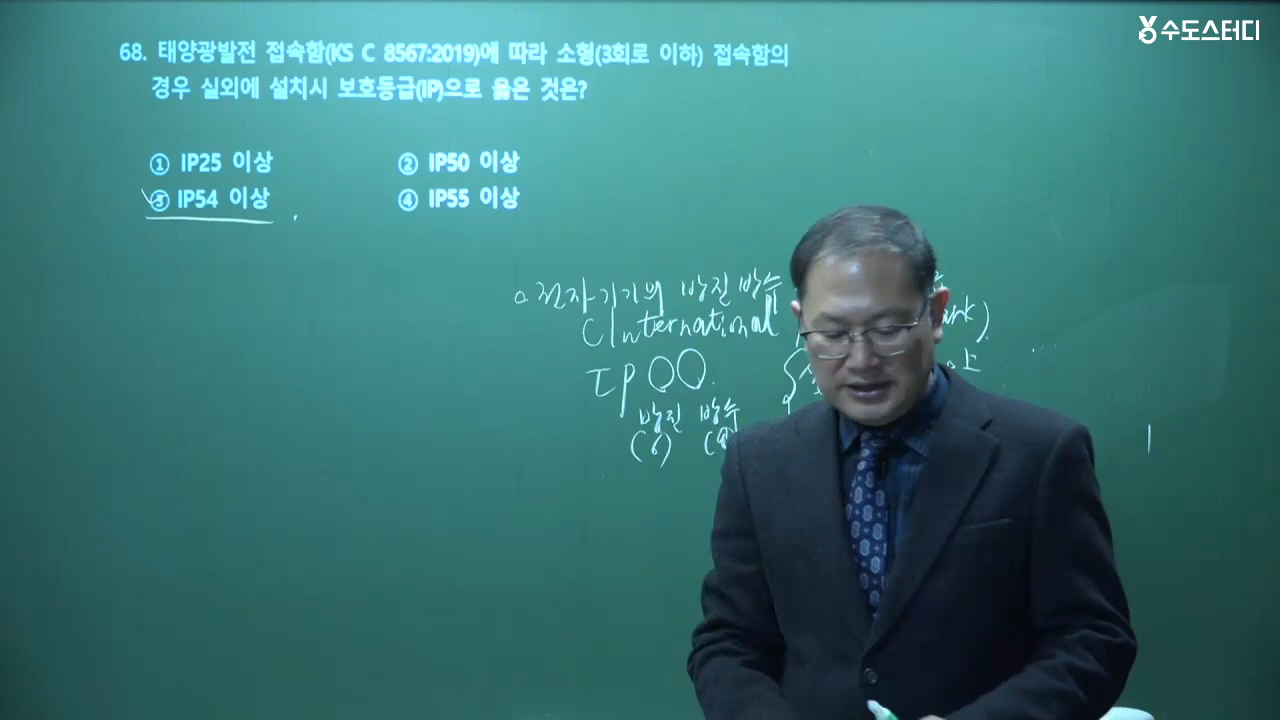 수도스터디
68. 태양광발전 접속함(KS C 8567:2019)에 따라 소형(3회로 이하) 접속함의
경우 실외에 설치시 보호등급(IP)으로 옳은 것은?
① IP25 이상
② IP50 이상
③ IP54 이상
④ IP55 이상
전자기기의 방진 방수
(International
IP〇〇.
방진 방수
(6)